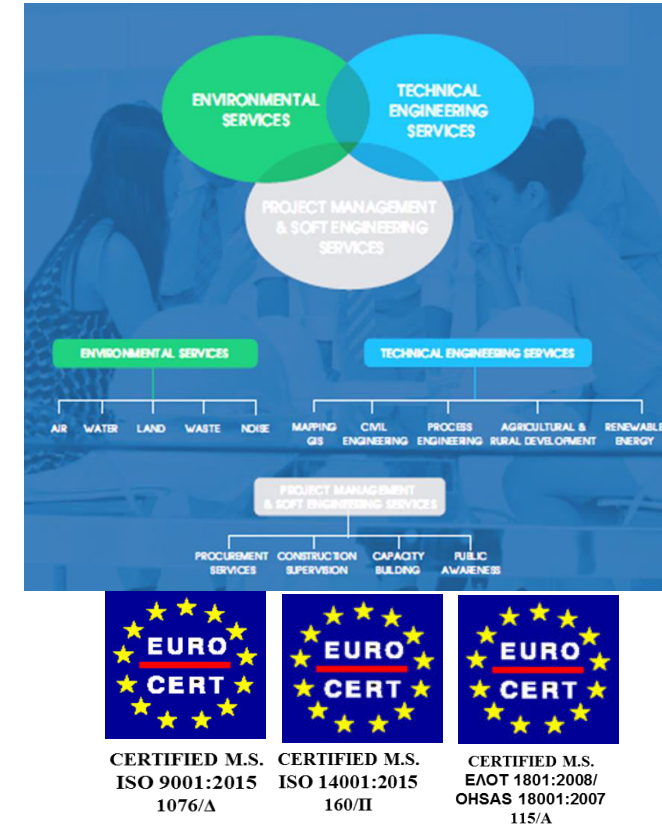 ENVIRONMENTAL
SERVICES
TECHNICAL
ENGINEERING
SERVICES
PROJECT MANAGEMENT
& SOFT ENGINEERING
SERVICES
ENVIRONMENTAL SERVICES
TECHNICAL ENGINEERING SERVICES
AIR
WATER
LAND
WASTE
NOISE
MAPPING
GIS
CIVIL
ENGINEERING
PROCESS
ENGINEERING
AGRICULTURAL &
RURAL DEVELOPMENT
RENEWABLE
ENERGY
PROJECT MANAGEMENT
& SOFT ENGINEERING SERVICES
PROCUREMENT
SERVICES
CONSTRUCTION
SUPERVISION
CAPACITY
BUILDING
PUBLIC
AWARENESS
EURO
CERT
CERTIFIED M.S.
ISO 9001:2015
1076/Δ
EURO
CERT
CERTIFIED M.S.
ISO 14001:2015
160/Π
EURO
CERT
CERTIFIED M.S.
ΕΛΟΤ 1801:2008/
OHSAS 18001:2007
115/Α